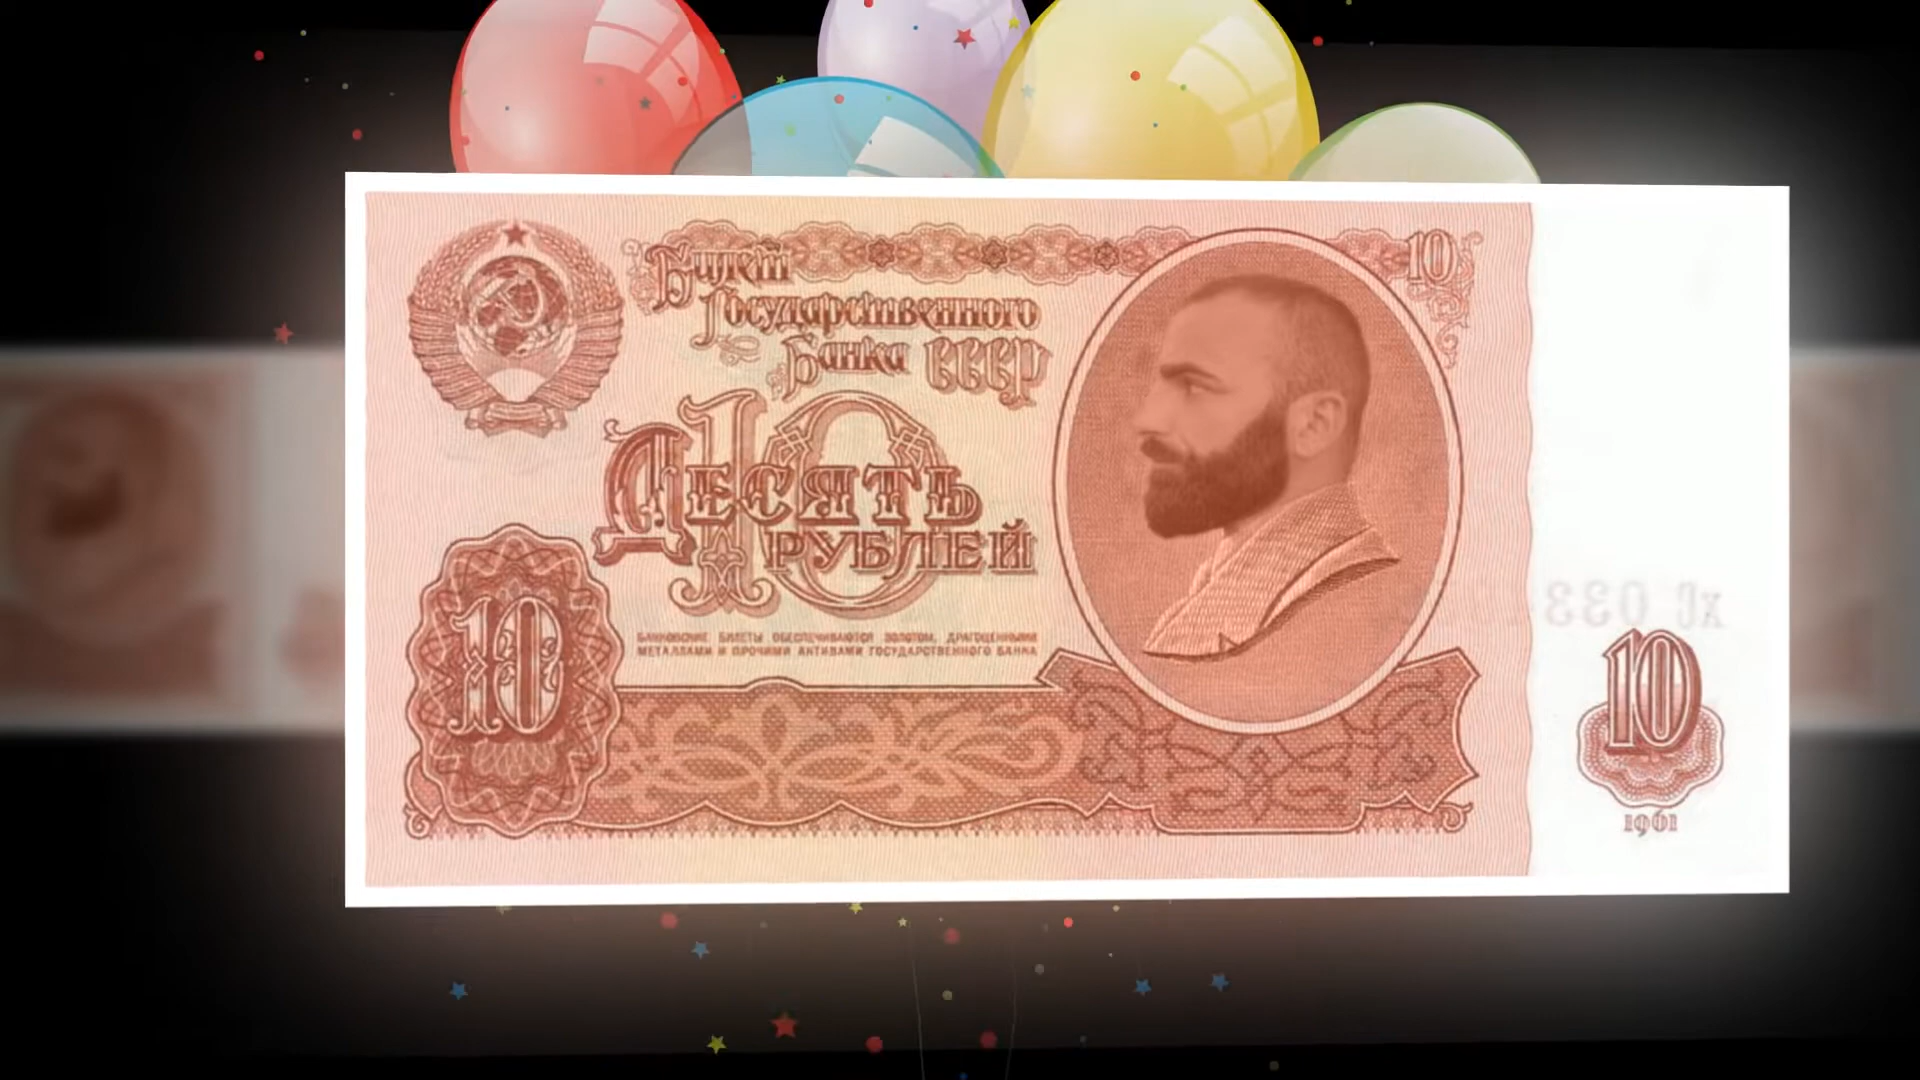 Билет
Государственного
Банка СССР
10
10
Десять
рублей
10
БАНКОВСКИЕ БИЛЕТЫ ОБЕСПЕЧИВАЮТСЯ ЗОЛОТОМ, ДРАГОЦЕННЫМИ
МЕТАЛЛАМИ И ПРОЧИМИ АКТИВАМИ ГОСУДАРСТВЕННОГО БАНКА
10
1961